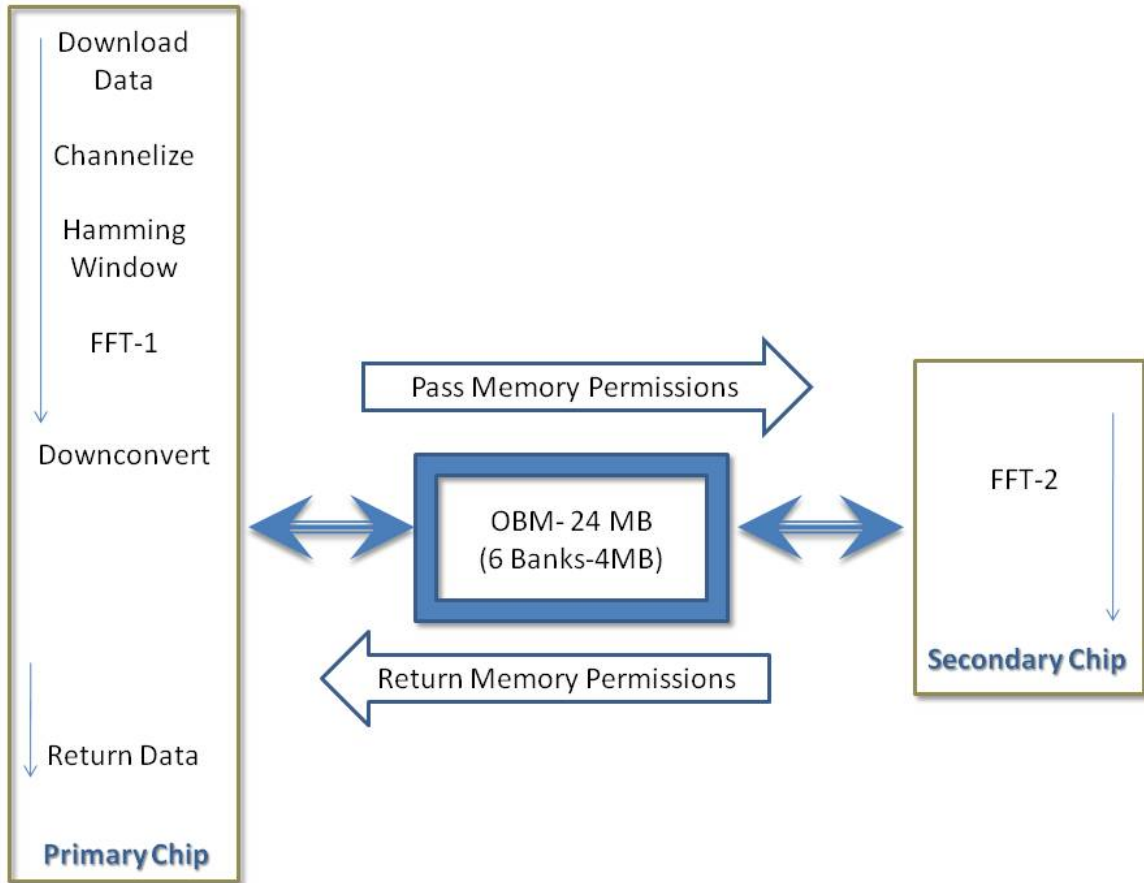 Download
Data
Channelize
Hamming
Window
FFT-1
Downconvert
Return Data
Primary Chip
Pass Memory Permissions
OBM- 24 MB
(6 Banks-4MB)
Return Memory Permissions
FFT-2
Secondary Chip